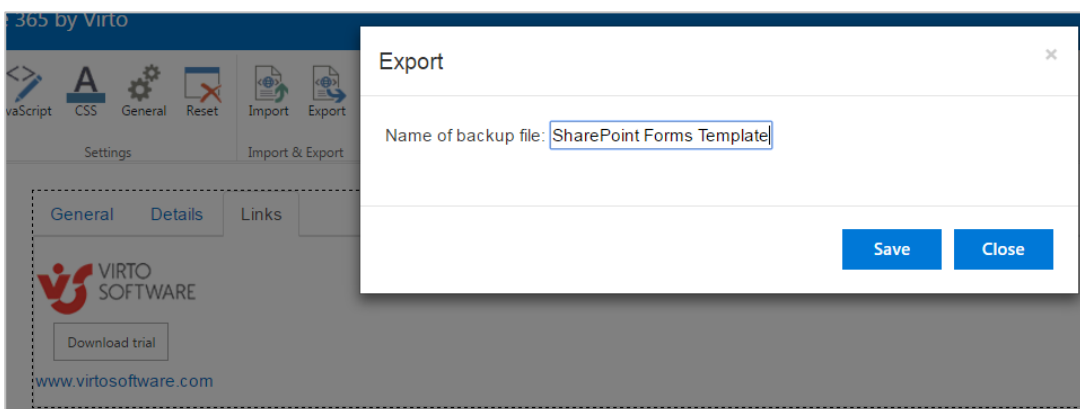 365 by Virto
Export
×
vaScript CSS General Reset Import Export
Name of backup file: SharePoint Forms Template
Settings Import & Export
General Details Links
Save Close
VIRTO
SOFTWARE
Download trial
www.virtosoftware.com